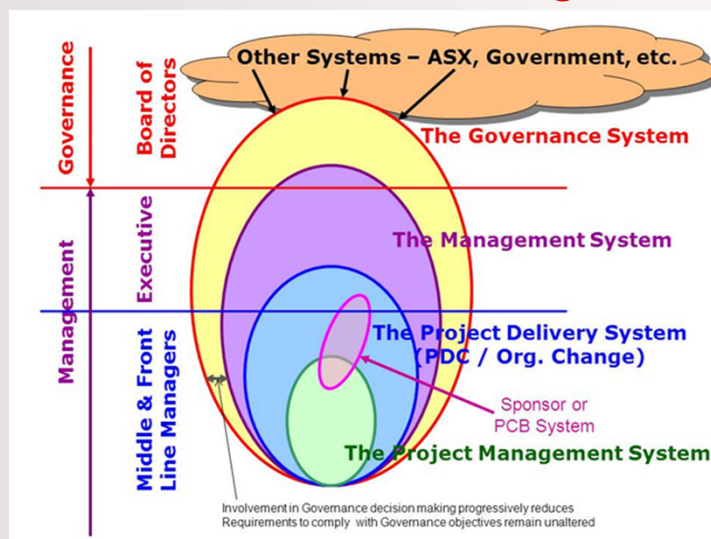 Other Systems – ASX, Government, etc.
Governance
Board of
Directors
The Governance System
Management
Executive
The Management System
Middle & Front
Line Managers
The Project Delivery System
(PDC / Org. Change)
Sponsor or
PCB System
The Project Management System
Involvement in Governance decision making progressively reduces
Requirements to comply with Governance objectives remain unaltered